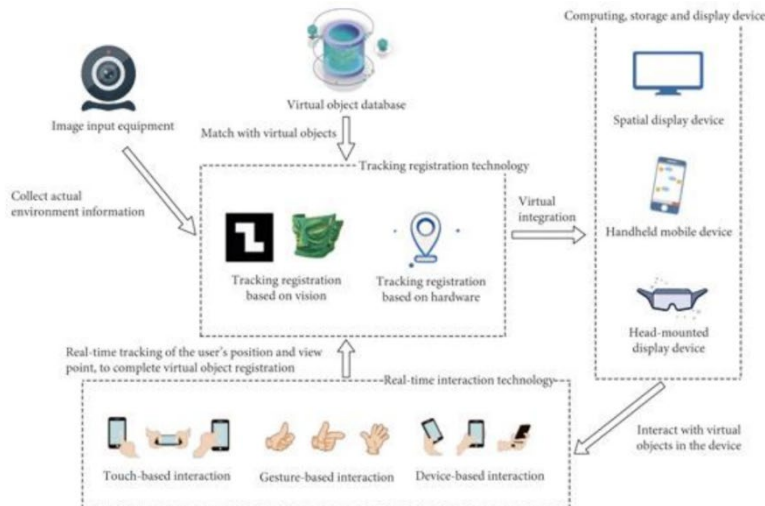 Computing, storage and display device
Image input equipment
Virtual object database
Spatial display device
Match with virtual objects
Tracking registration technology
Collect actual
environment information
Virtual
integration
Handheld mobile device
Tracking registration
based on vision
Tracking registration
based on hardware
Head-mounted
display device
Real-time tracking of the user's position and view
point, to complete virtual object registration
Real-time interaction technology
Interact with virtual
objects in the device
Touch-based interaction
Gesture-based interaction
Device-based interaction